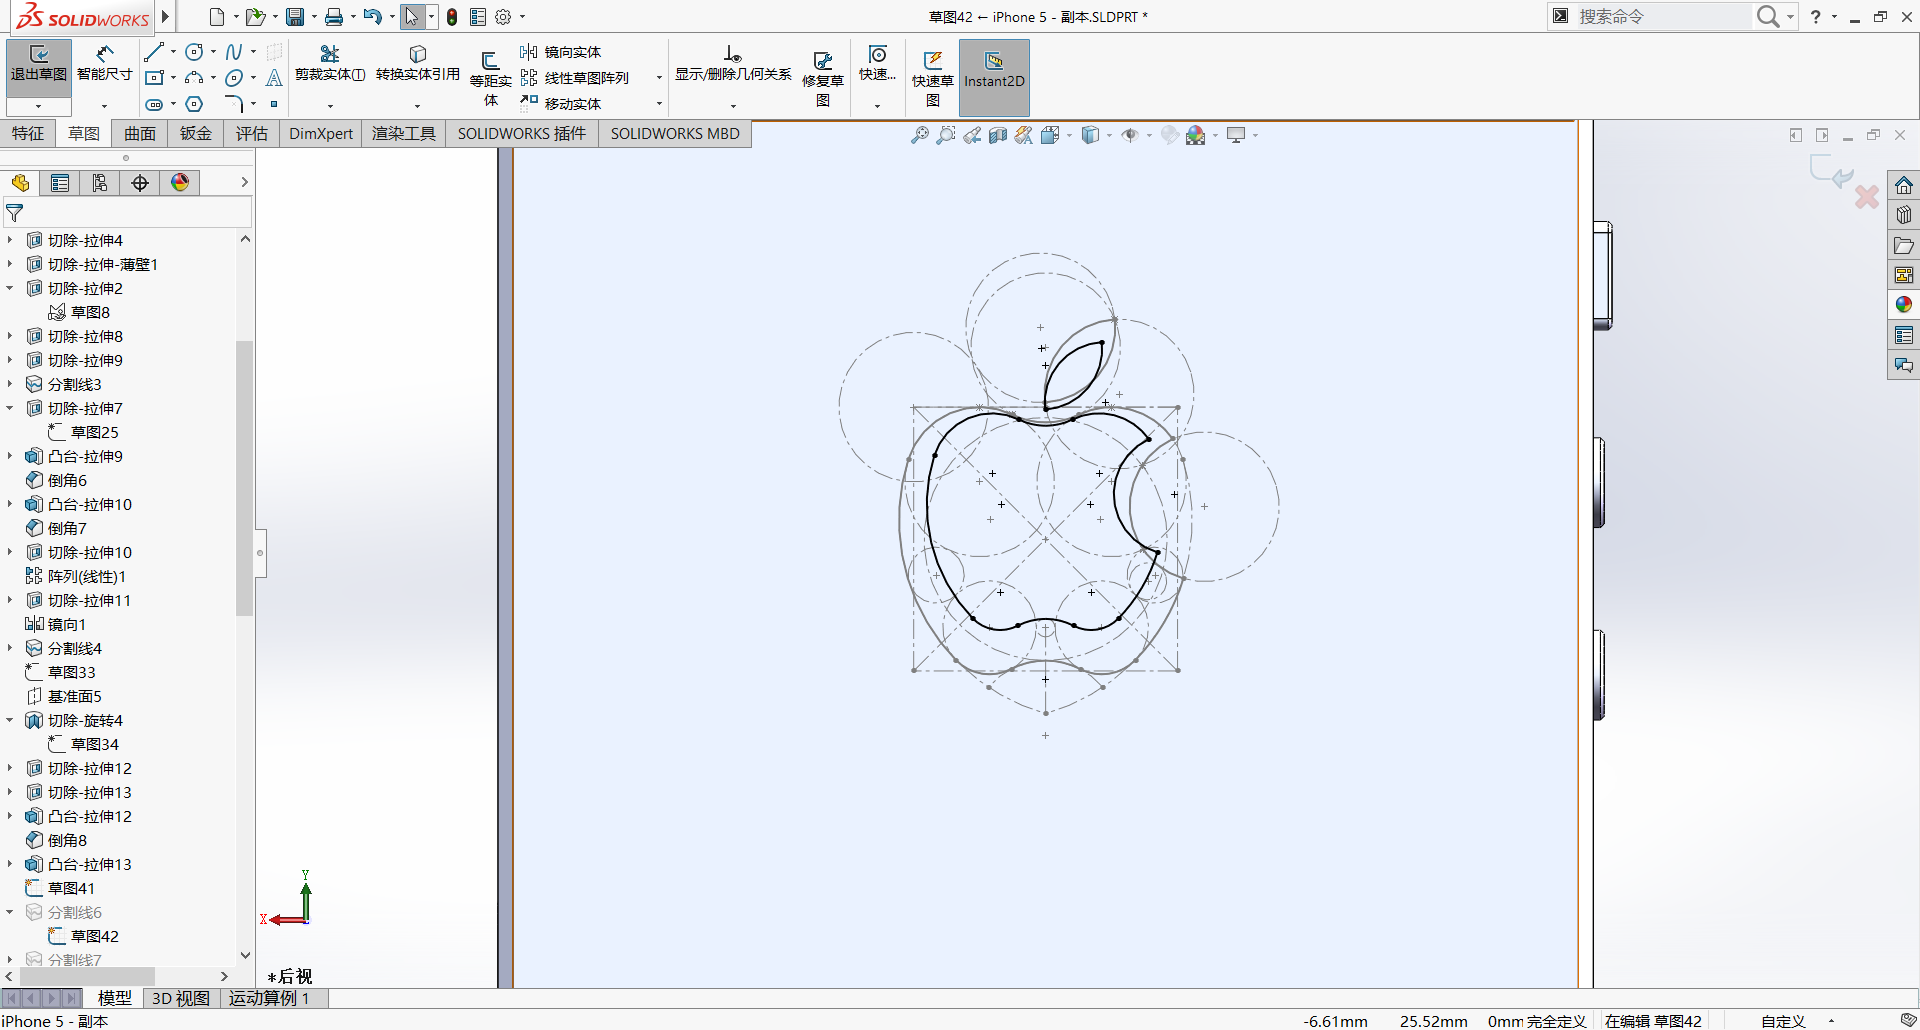 SOLIDWORKS
草图42 ← iPhone 5 - 副本.SLDPRT *
搜索命令
?
退出草图
智能尺寸
A
剪裁实体(T)
转换实体引用
等距实体
镜向实体
线性草图阵列
移动实体
显示/删除几何关系
修复草图
快速...
快速草图
Instant2D
特征
草图
曲面
钣金
评估
DimXpert
渲染工具
SOLIDWORKS 插件
SOLIDWORKS MBD
切除-拉伸4
切除-拉伸-薄壁1
切除-拉伸2
草图8
切除-拉伸8
切除-拉伸9
分割线3
切除-拉伸7
草图25
凸台-拉伸9
倒角6
凸台-拉伸10
倒角7
切除-拉伸10
阵列(线性)1
切除-拉伸11
镜向1
分割线4
草图33
基准面5
切除-旋转4
草图34
切除-拉伸12
切除-拉伸13
凸台-拉伸12
倒角8
凸台-拉伸13
草图41
分割线6
草图42
分割线7
Y
X
*后视
模型
3D 视图
运动算例 1
iPhone 5 - 副本
-6.61mm
25.52mm
0mm
完全定义
在编辑 草图42
自定义